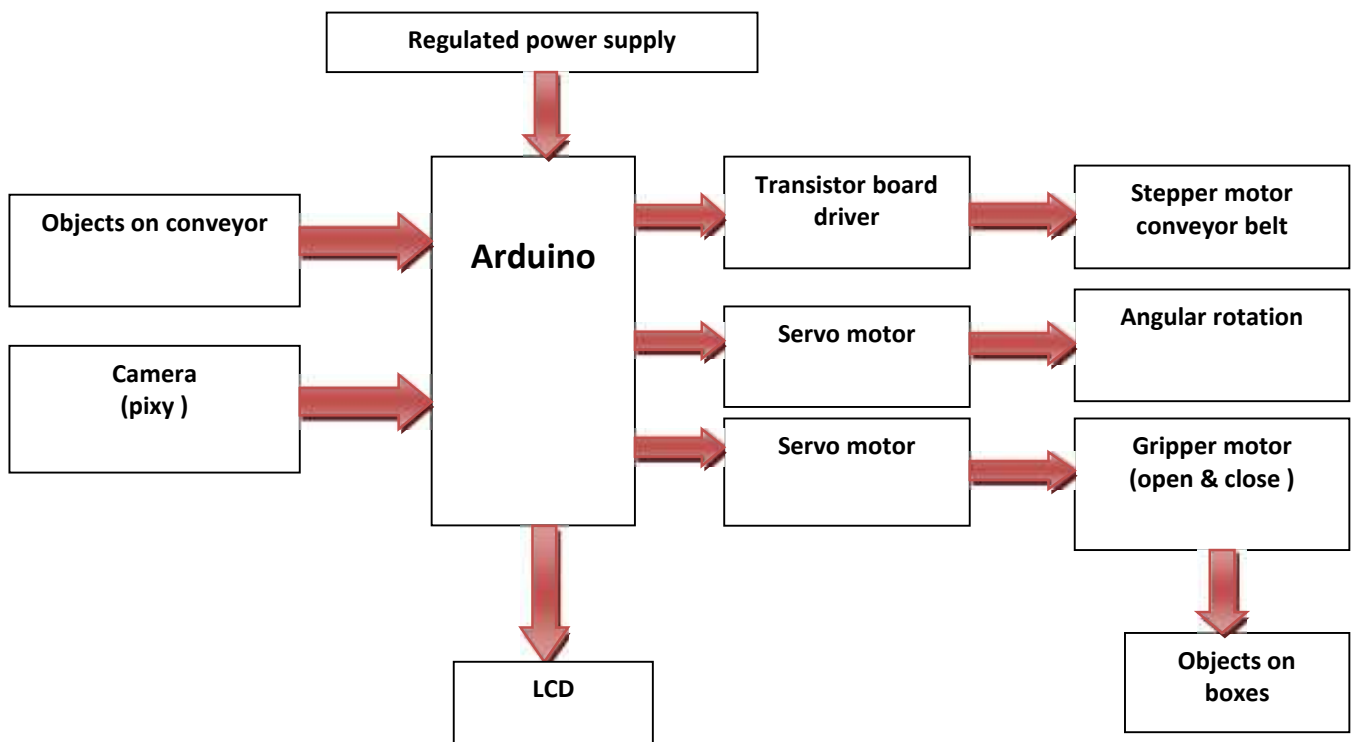 Regulated power supply
Objects on conveyor
Camera
(pixy )
Arduino
Transistor board
driver
Stepper motor
conveyor belt
Servo motor
Angular rotation
Servo motor
Gripper motor
(open & close )
LCD
Objects on
boxes